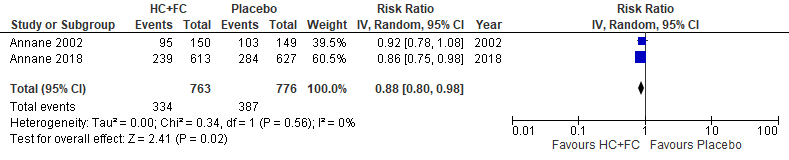 HC+FC Placebo Risk Ratio Risk Ratio
Study or Subgroup Events Total Events Total Weight IV, Random, 95% CI Year IV, Random, 95% CI
Annane 2002 95 150 103 149 39.5% 0.92 [0.78, 1.08] 2002
Annane 2018 239 613 284 627 60.5% 0.86 [0.75, 0.98] 2018
Total (95% CI) 763 776 100.0% 0.88 [0.80, 0.98]
Total events 334 387
Heterogeneity: Tau² = 0.00; Chi² = 0.34, df = 1 (P = 0.56); I² = 0%
Test for overall effect: Z = 2.41 (P = 0.02)
0.01 0.1 1 10 100
Favours HC+FC Favours Placebo